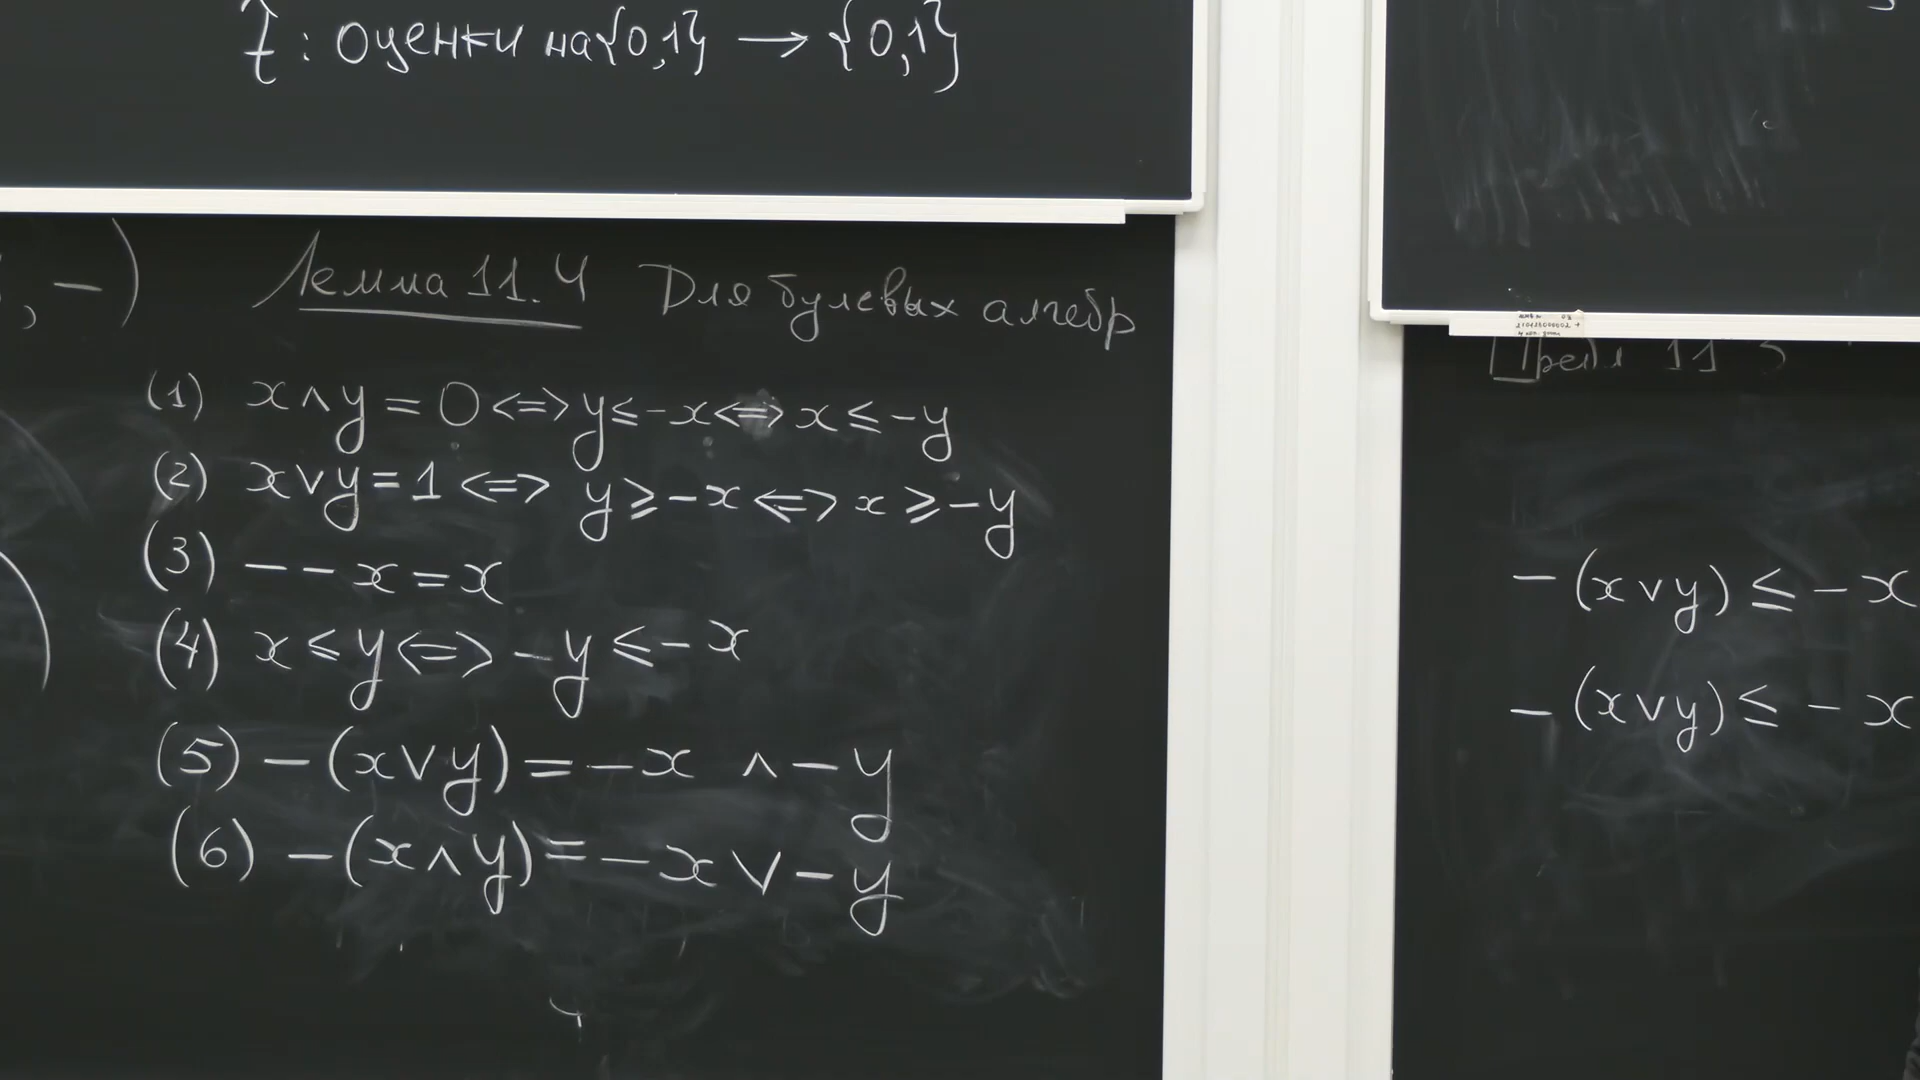 f : Оценки на {0,1} → {0,1}
, −)
Лемма 11.4 Для булевых алгебр
(1) x ∧ y = 0 <=> y ≤ −x <=> x ≤ −y
(2) x ∨ y = 1 <=> y ≥ −x <=> x ≥ −y
(3) − − x = x
(4) x ≤ y <=> −y ≤ −x
(5) −(x ∨ y) = −x ∧ −y
(6) −(x ∧ y) = −x ∨ −y
11
−(x ∨ y) ≤ −x
−(x ∨ y) ≤ −x